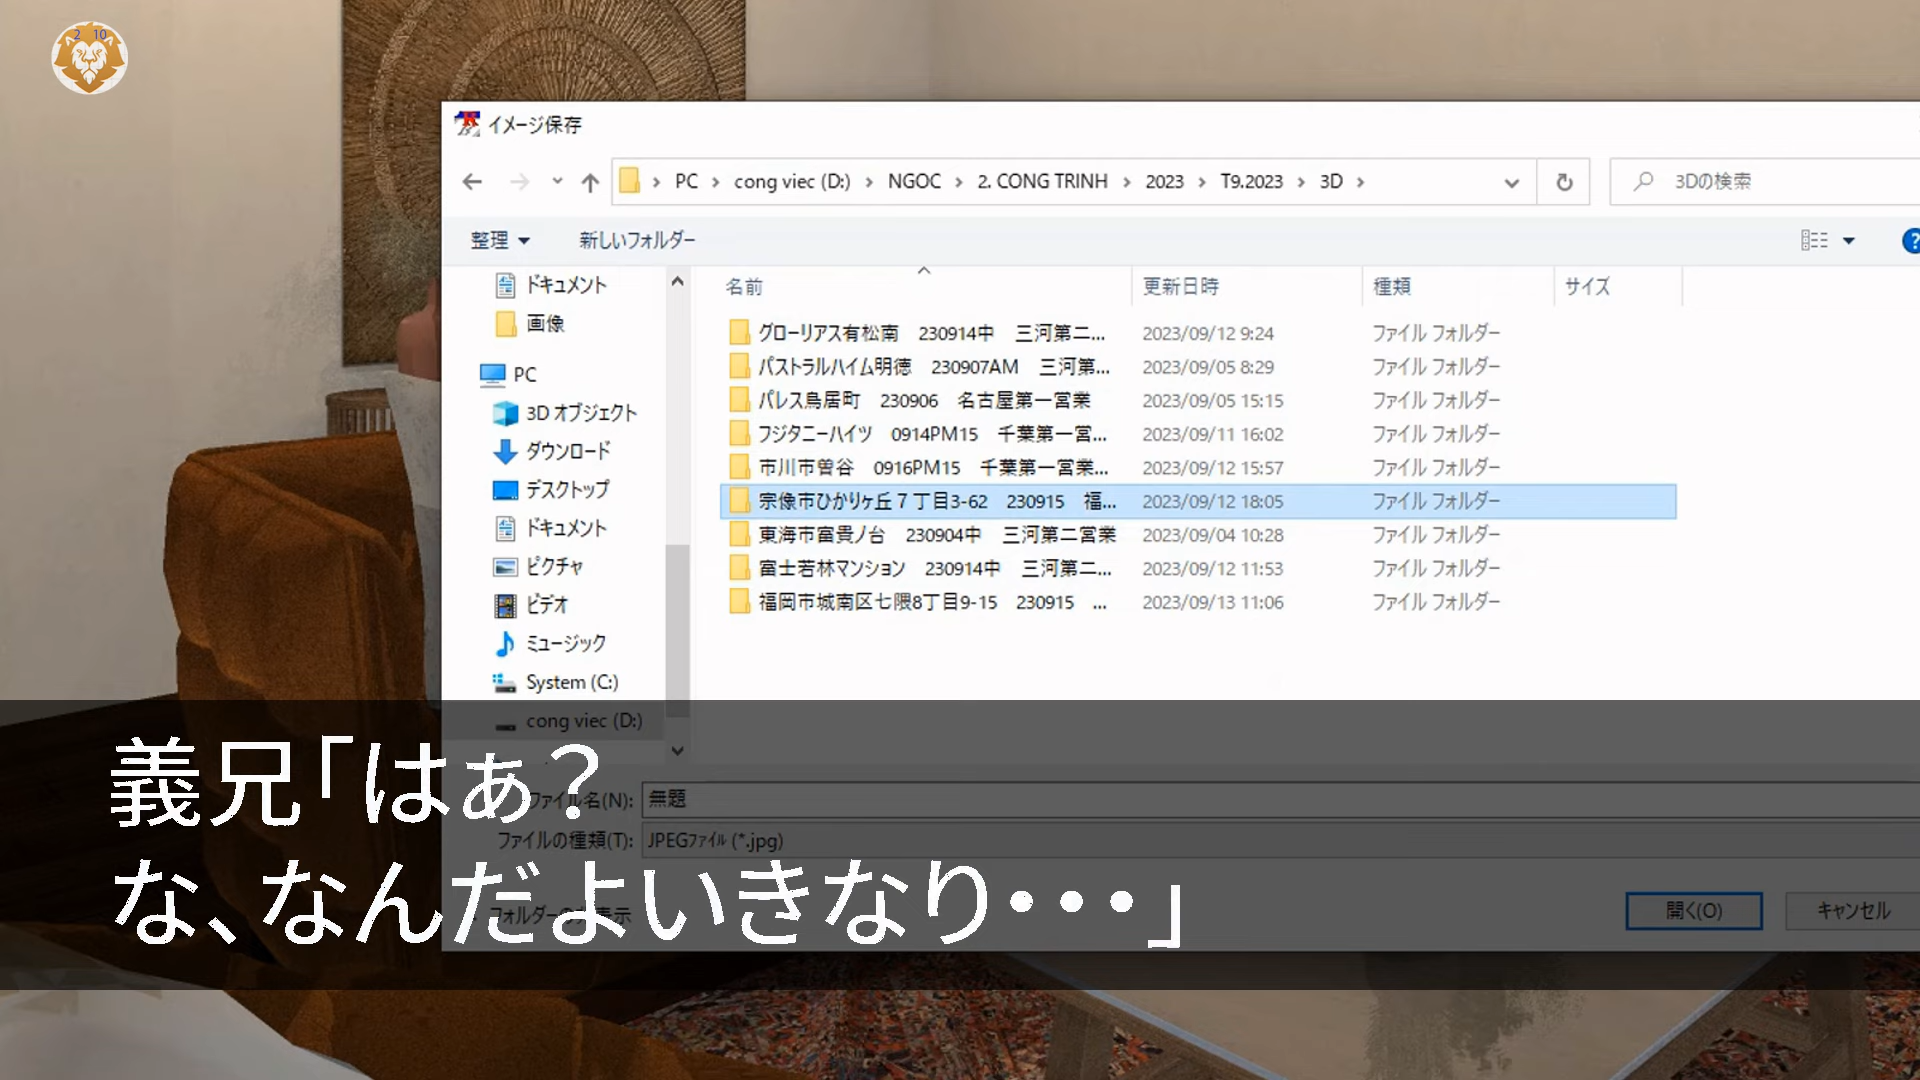 2 10
イメージ保存
PC › cong viec (D:) › NGOC › 2. CONG TRINH › 2023 › T9.2023 › 3D ›
3Dの検索
整理
新しいフォルダー
名前 更新日時 種類 サイズ
ドキュメント
画像
PC
3D オブジェクト
ダウンロード
デスクトップ
ドキュメント
ピクチャ
ビデオ
ミュージック
System (C:)
cong viec (D:)
グローリアス有松南 230914中 三河第二... 2023/09/12 9:24 ファイル フォルダー
パストラルハイム明徳 230907AM 三河第... 2023/09/05 8:29 ファイル フォルダー
パレス鳥居町 230906 名古屋第一営業 2023/09/05 15:15 ファイル フォルダー
フジタニーハイツ 0914PM15 千葉第一営... 2023/09/11 16:02 ファイル フォルダー
市川市曽谷 0916PM15 千葉第一営業... 2023/09/12 15:57 ファイル フォルダー
宗像市ひかりヶ丘７丁目3-62 230915 福... 2023/09/12 18:05 ファイル フォルダー
東海市富貴ノ台 230904中 三河第二営業 2023/09/04 10:28 ファイル フォルダー
富士若林マンション 230914中 三河第二... 2023/09/12 11:53 ファイル フォルダー
福岡市城南区七隈8丁目9-15 230915 ... 2023/09/13 11:06 ファイル フォルダー
ファイル名(N): 無題
ファイルの種類(T): JPEGファイル (*.jpg)
開く(O) キャンセル
義兄「はぁ？
な、なんだよいきなり・・・」